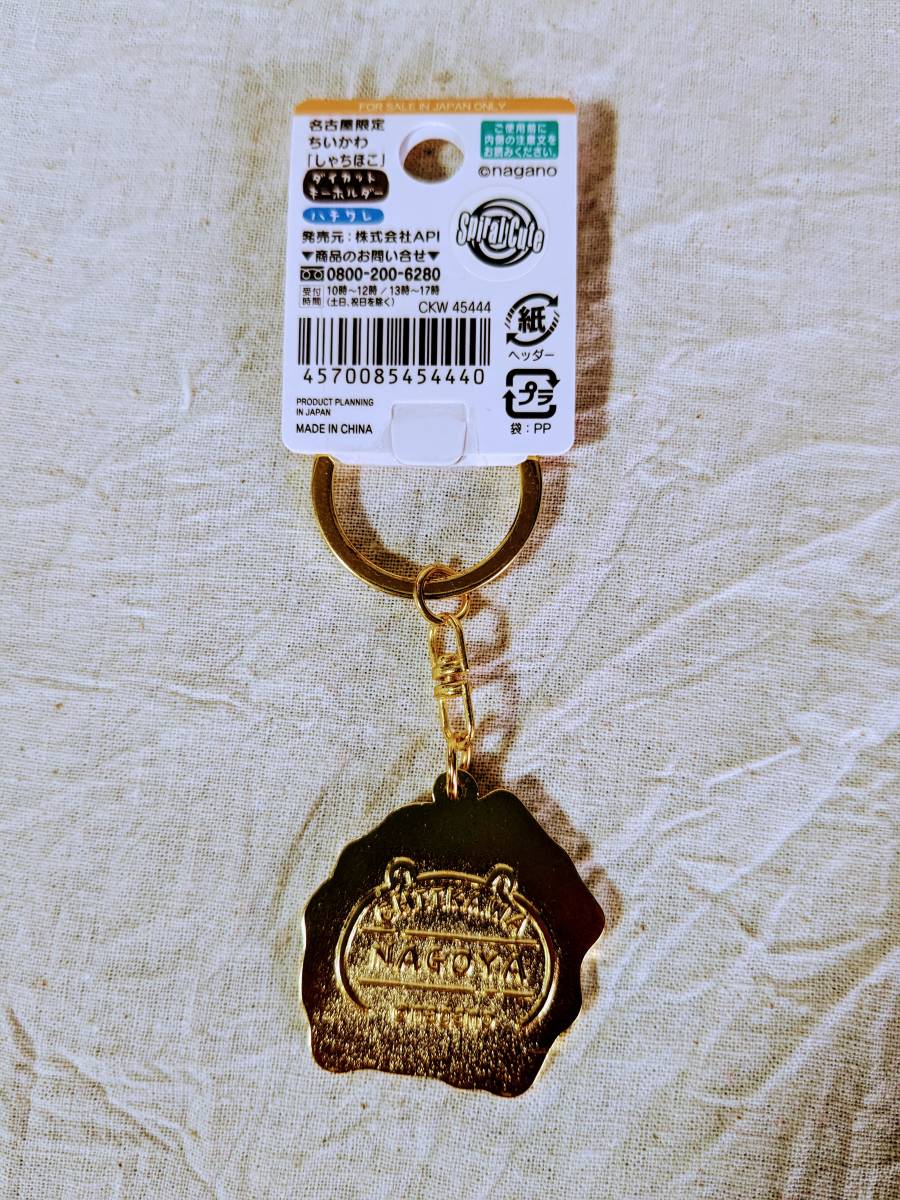 FOR SALE IN JAPAN ONLY
名古屋限定
ちいかわ
「しゃちほこ」
ダイカット
キーホルダー
ハチワレ
ご使用前に
内側の注意文を
お読みください。
©nagano
Spiral Cute
発売元:株式会社API
▼商品のお問い合せ▼
0800-200-6280
受付時間 10時〜12時/13時〜17時
(土日、祝日を除く)
CKW 45444
4570085454440
PRODUCT PLANNING
IN JAPAN
MADE IN CHINA
紙
ヘッダー
プラ
袋:PP
CHIIKAWA
NAGOYA